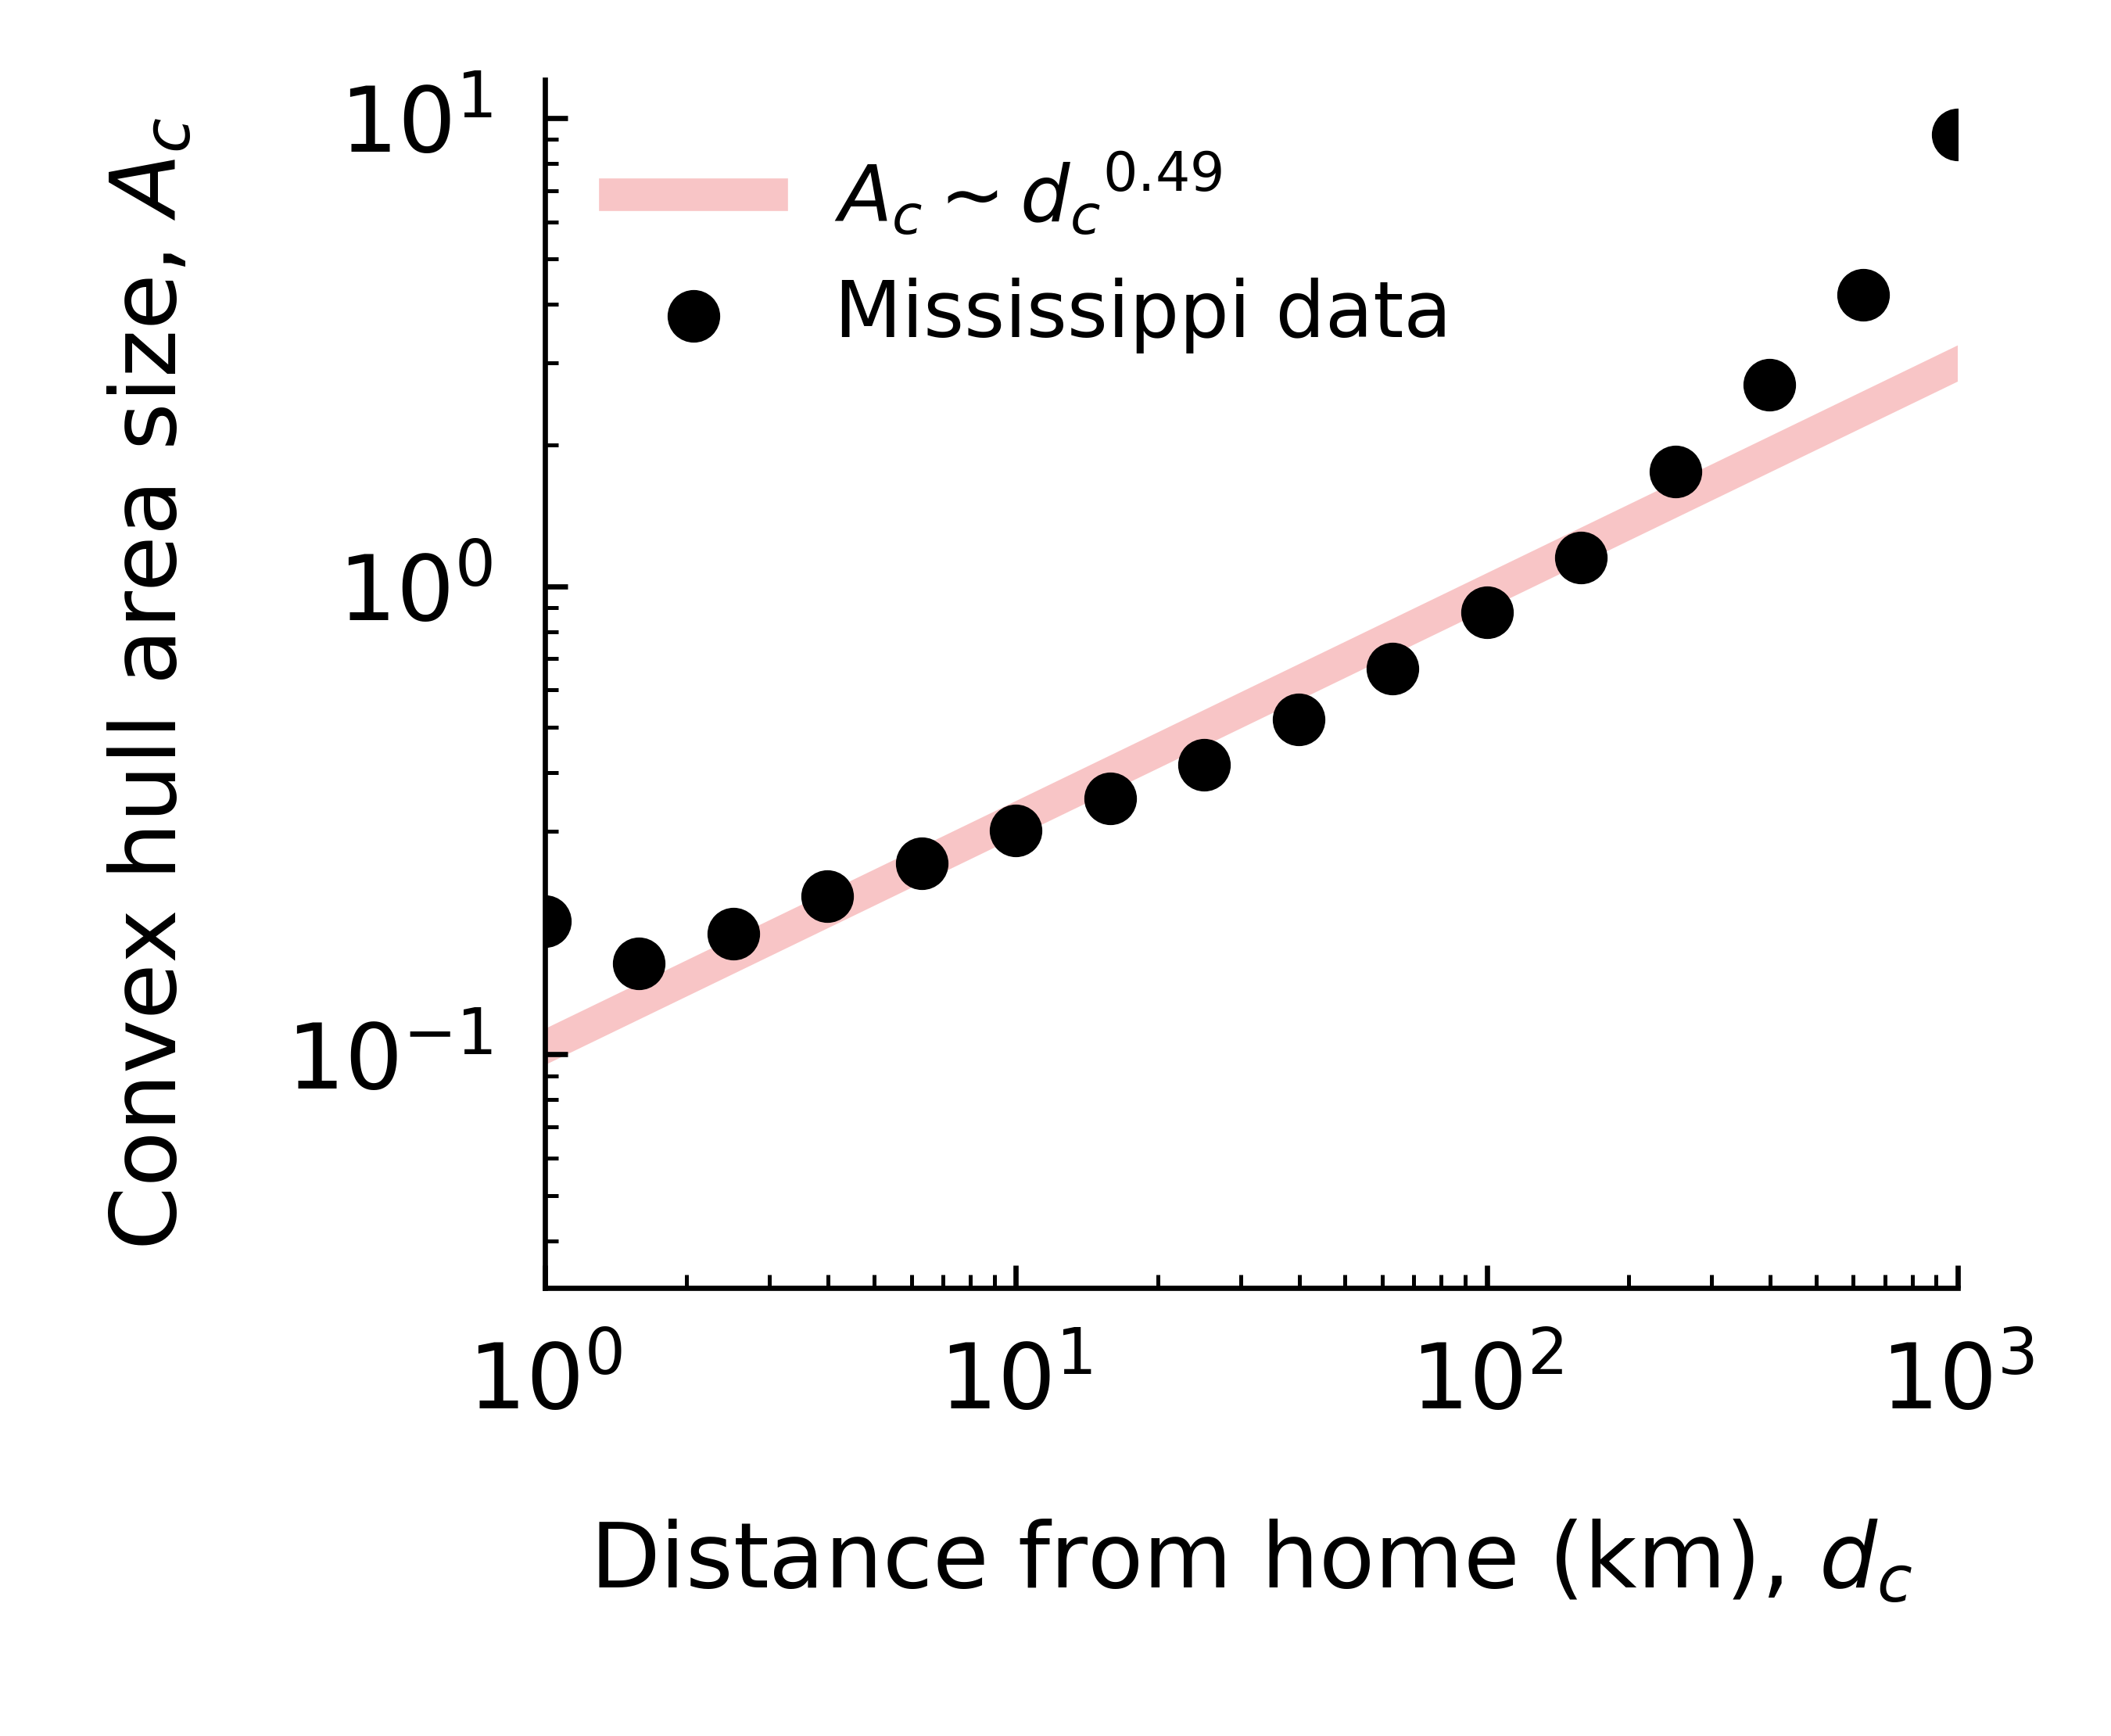 Convex hull area size, A_c
10^1
10^0
10^−1
A_c ~ d_c^0.49
Mississippi data
10^0 10^1 10^2 10^3
Distance from home (km), d_c